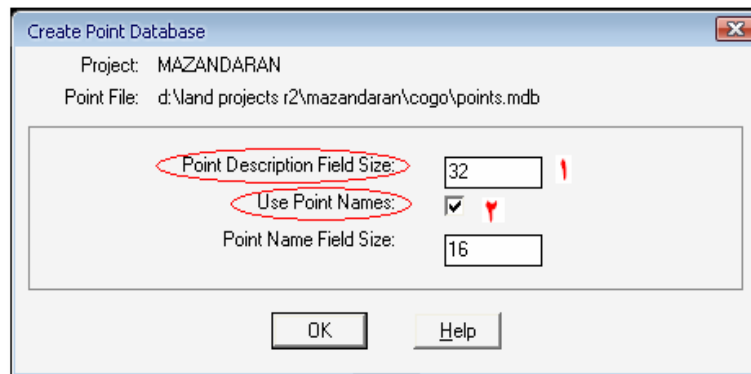 Create Point Database
Project: MAZANDARAN
Point File: d:\land projects r2\mazandaran\cogo\points.mdb
Point Description Field Size: 32 ۱
Use Point Names: ۲
Point Name Field Size: 16
OK Help